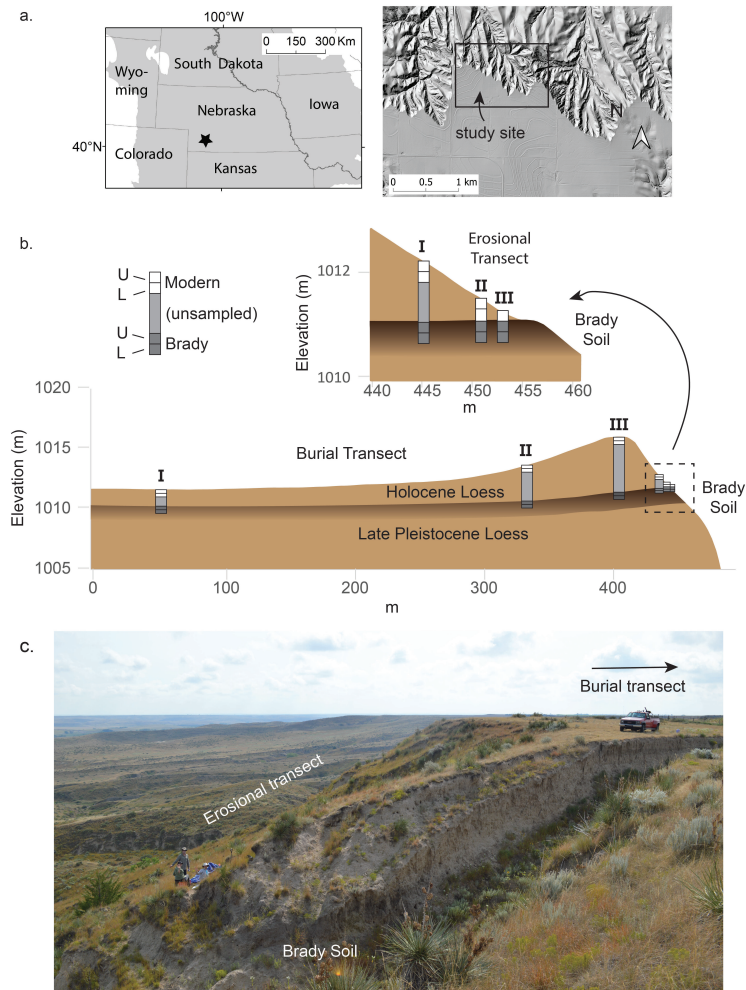 a.
100°W
0 150 300 Km
Wyo-
ming
South Dakota
Nebraska
Iowa
40°N
Colorado
Kansas
N
study site
0 0.5 1 km
b.
U
L
Modern
(unsampled)
U
L
Brady
Erosional
Transect
I
II
III
Elevation (m)
1012
1010
440 445 450 455 460
m
Brady
Soil
1020
1015
1010
1005
Elevation (m)
I
II
III
Burial Transect
Holocene Loess
Late Pleistocene Loess
Brady
Soil
0 100 200 300 400
m
c.
Burial transect
Erosional transect
Brady Soil